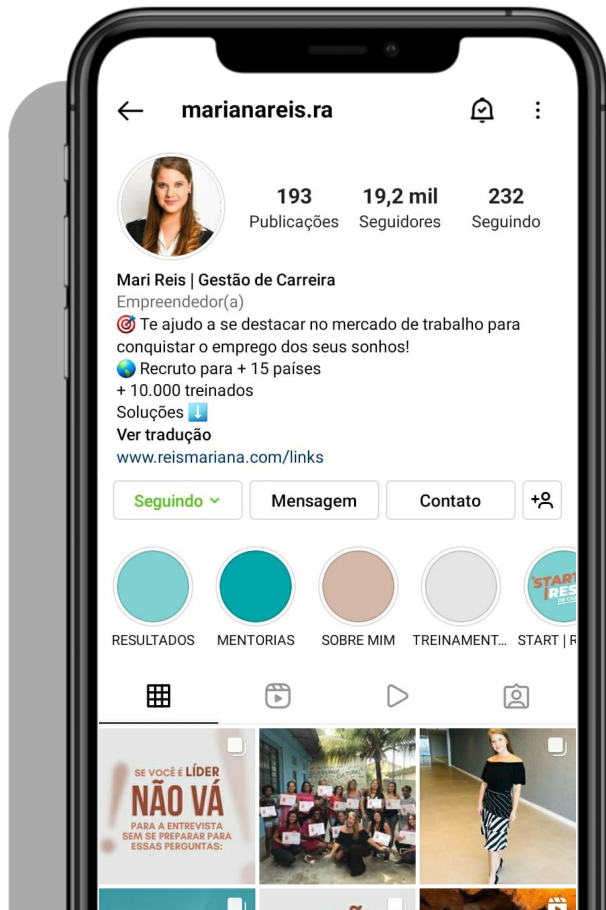 marianareis.ra
193
19,2 mil
232
Publicações
Seguidores
Seguindo
Mari Reis | Gestão de Carreira
Empreendedor(a)
🎯 Te ajudo a se destacar no mercado de trabalho para
conquistar o emprego dos seus sonhos!
🌎 Recruto para + 15 países
+ 10.000 treinados
Soluções ⬇️
Ver tradução
www.reismariana.com/links
Seguindo
Mensagem
Contato
START
RES
RESULTADOS
MENTORIAS
SOBRE MIM
TREINAMENT...
START | R
SE VOCÊ É LÍDER
NÃO VÁ
PARA A ENTREVISTA
SEM SE PREPARAR PARA
ESSAS PERGUNTAS: